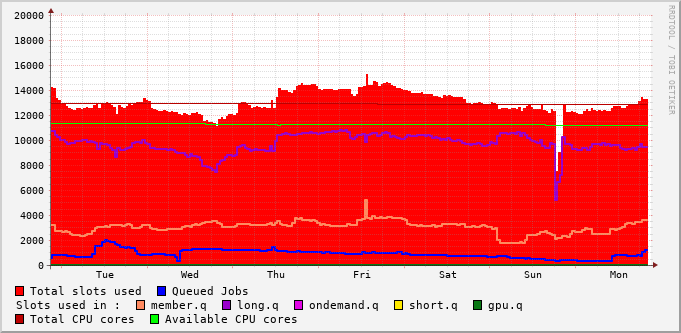 RRDTOOL / TOBI OETIKER
20000
18000
16000
14000
12000
10000
8000
6000
4000
2000
0
Tue Wed Thu Fri Sat Sun Mon
Total slots used Queued Jobs
Slots used in : member.q long.q ondemand.q short.q gpu.q
Total CPU cores Available CPU cores